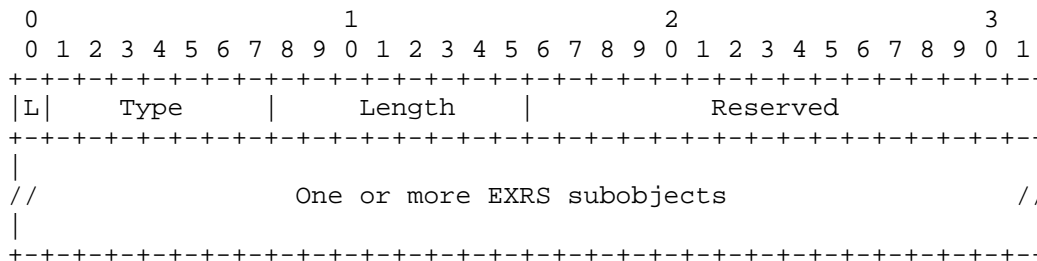 0                   1                   2                   3
 0 1 2 3 4 5 6 7 8 9 0 1 2 3 4 5 6 7 8 9 0 1 2 3 4 5 6 7 8 9 0 1
+-+-+-+-+-+-+-+-+-+-+-+-+-+-+-+-+-+-+-+-+-+-+-+-+-+-+-+-+-+-+-+--
|L|    Type     |     Length    |           Reserved
+-+-+-+-+-+-+-+-+-+-+-+-+-+-+-+-+-+-+-+-+-+-+-+-+-+-+-+-+-+-+-+--
|
//                One or more EXRS subobjects                  //
|
+-+-+-+-+-+-+-+-+-+-+-+-+-+-+-+-+-+-+-+-+-+-+-+-+-+-+-+-+-+-+-+--